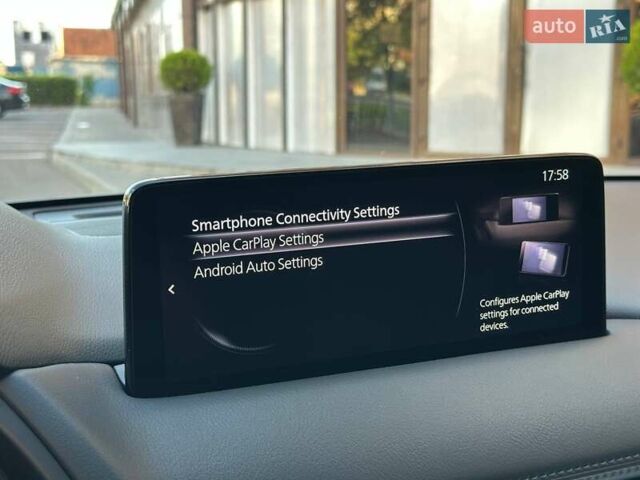 auto RIA
.com
17:58
Smartphone Connectivity Settings
Apple CarPlay Settings
Android Auto Settings
Configures Apple CarPlay
settings for connected
devices.